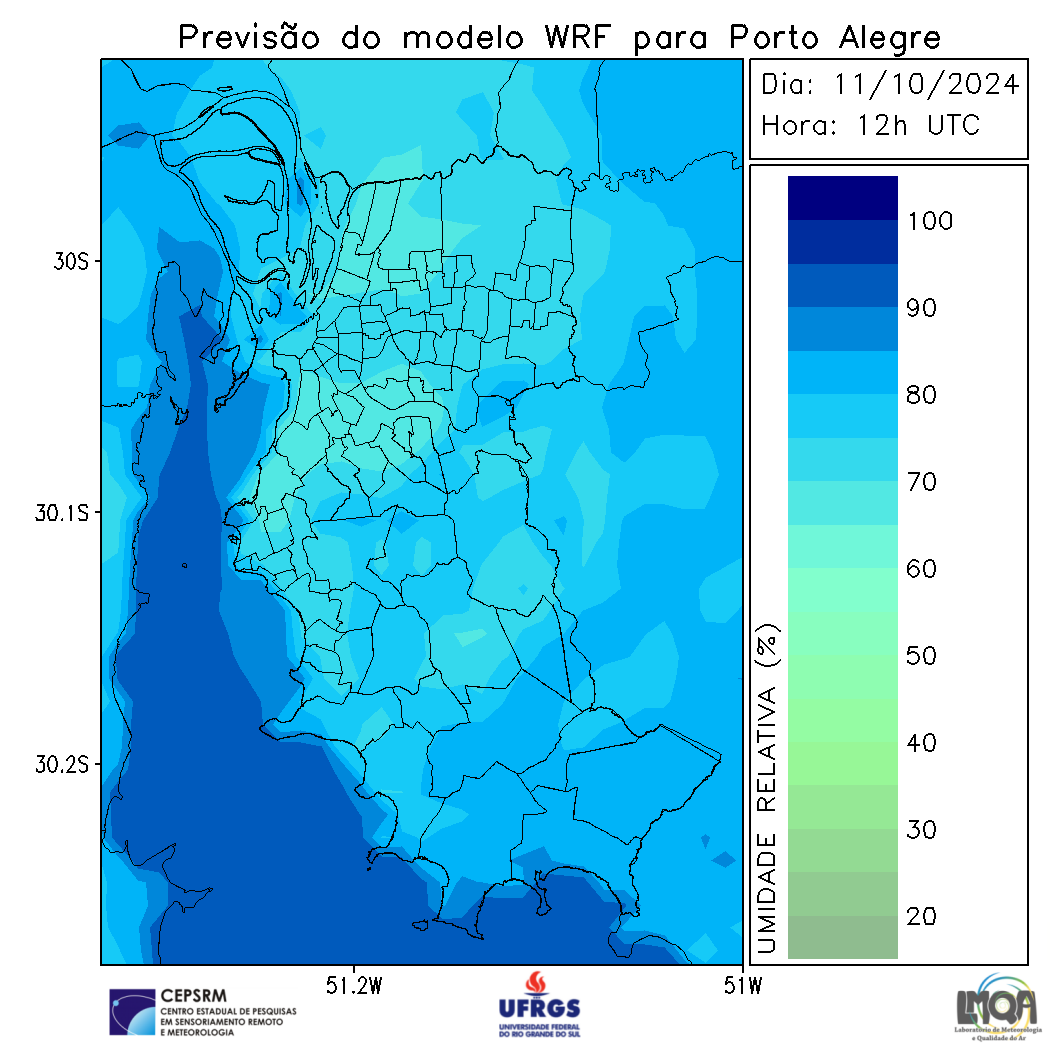 Previsão do modelo WRF para Porto Alegre
Dia: 11/10/2024
Hora: 12h UTC
30S
30.1S
30.2S
51.2W
51W
UMIDADE RELATIVA (%)
100
90
80
70
60
50
40
30
20
CEPSRM
CENTRO ESTADUAL DE PESQUISAS
EM SENSORIAMENTO REMOTO
E METEOROLOGIA
UFRGS
UNIVERSIDADE FEDERAL
DO RIO GRANDE DO SUL
LMQA
Laboratório de Meteorologia
e Qualidade do Ar